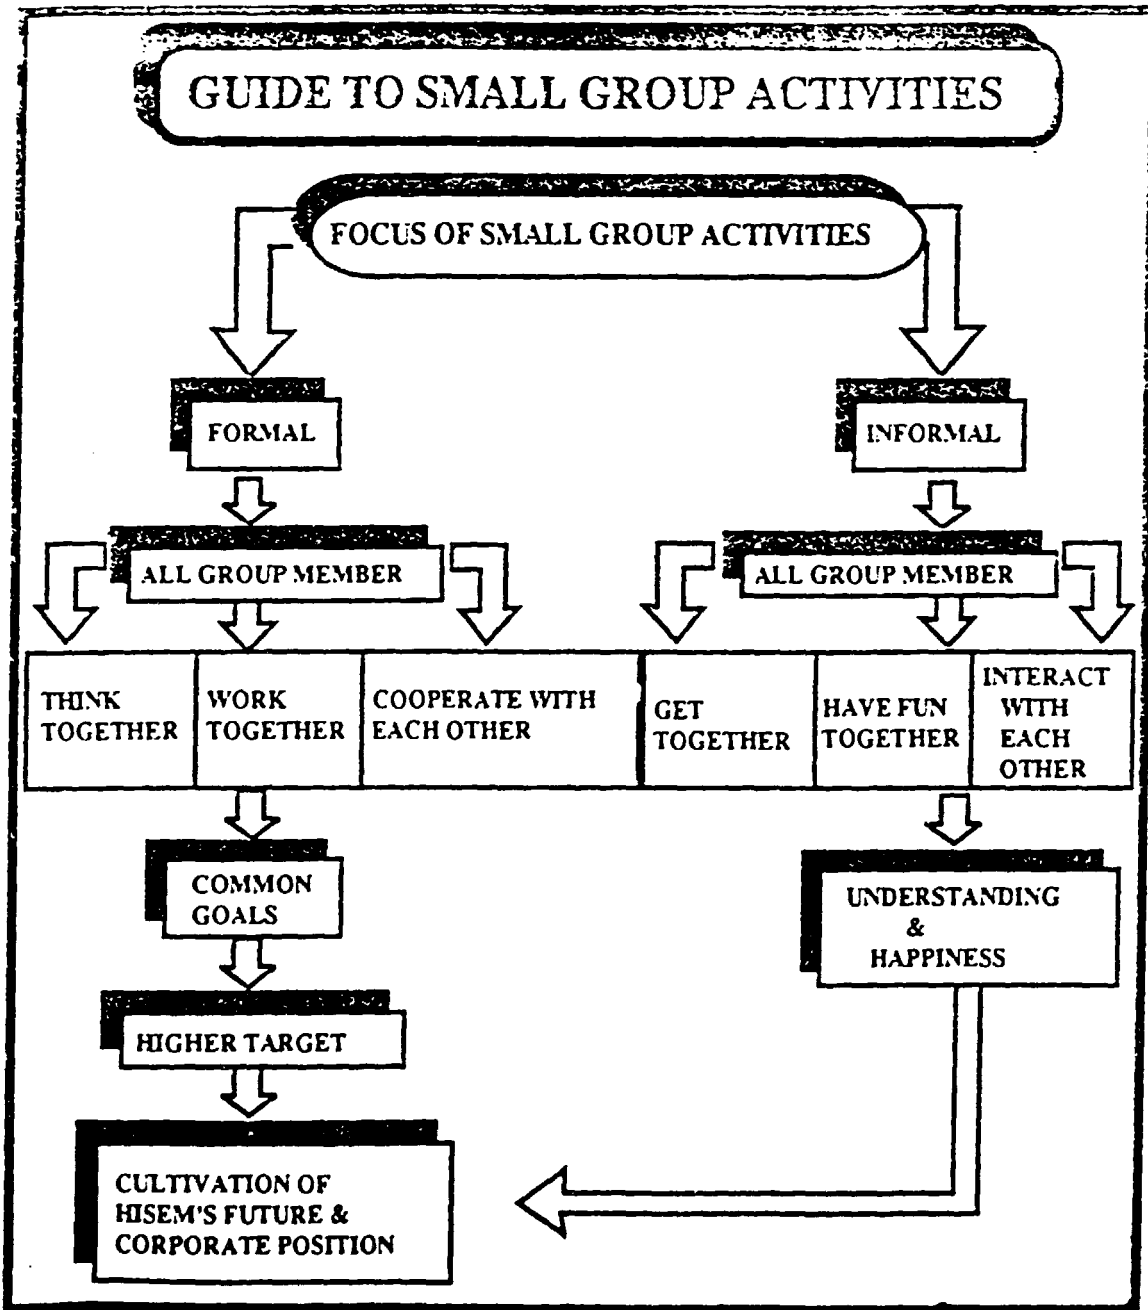 GUIDE TO SMALL GROUP ACTIVITIES
FOCUS OF SMALL GROUP ACTIVITIES
FORMAL
INFORMAL
ALL GROUP MEMBER
ALL GROUP MEMBER
THINK
TOGETHER
WORK
TOGETHER
COOPERATE WITH
EACH OTHER
GET
TOGETHER
HAVE FUN
TOGETHER
INTERACT
WITH
EACH
OTHER
COMMON
GOALS
UNDERSTANDING
&
HAPPINESS
HIGHER TARGET
CULTIVATION OF
HISEM'S FUTURE &
CORPORATE POSITION